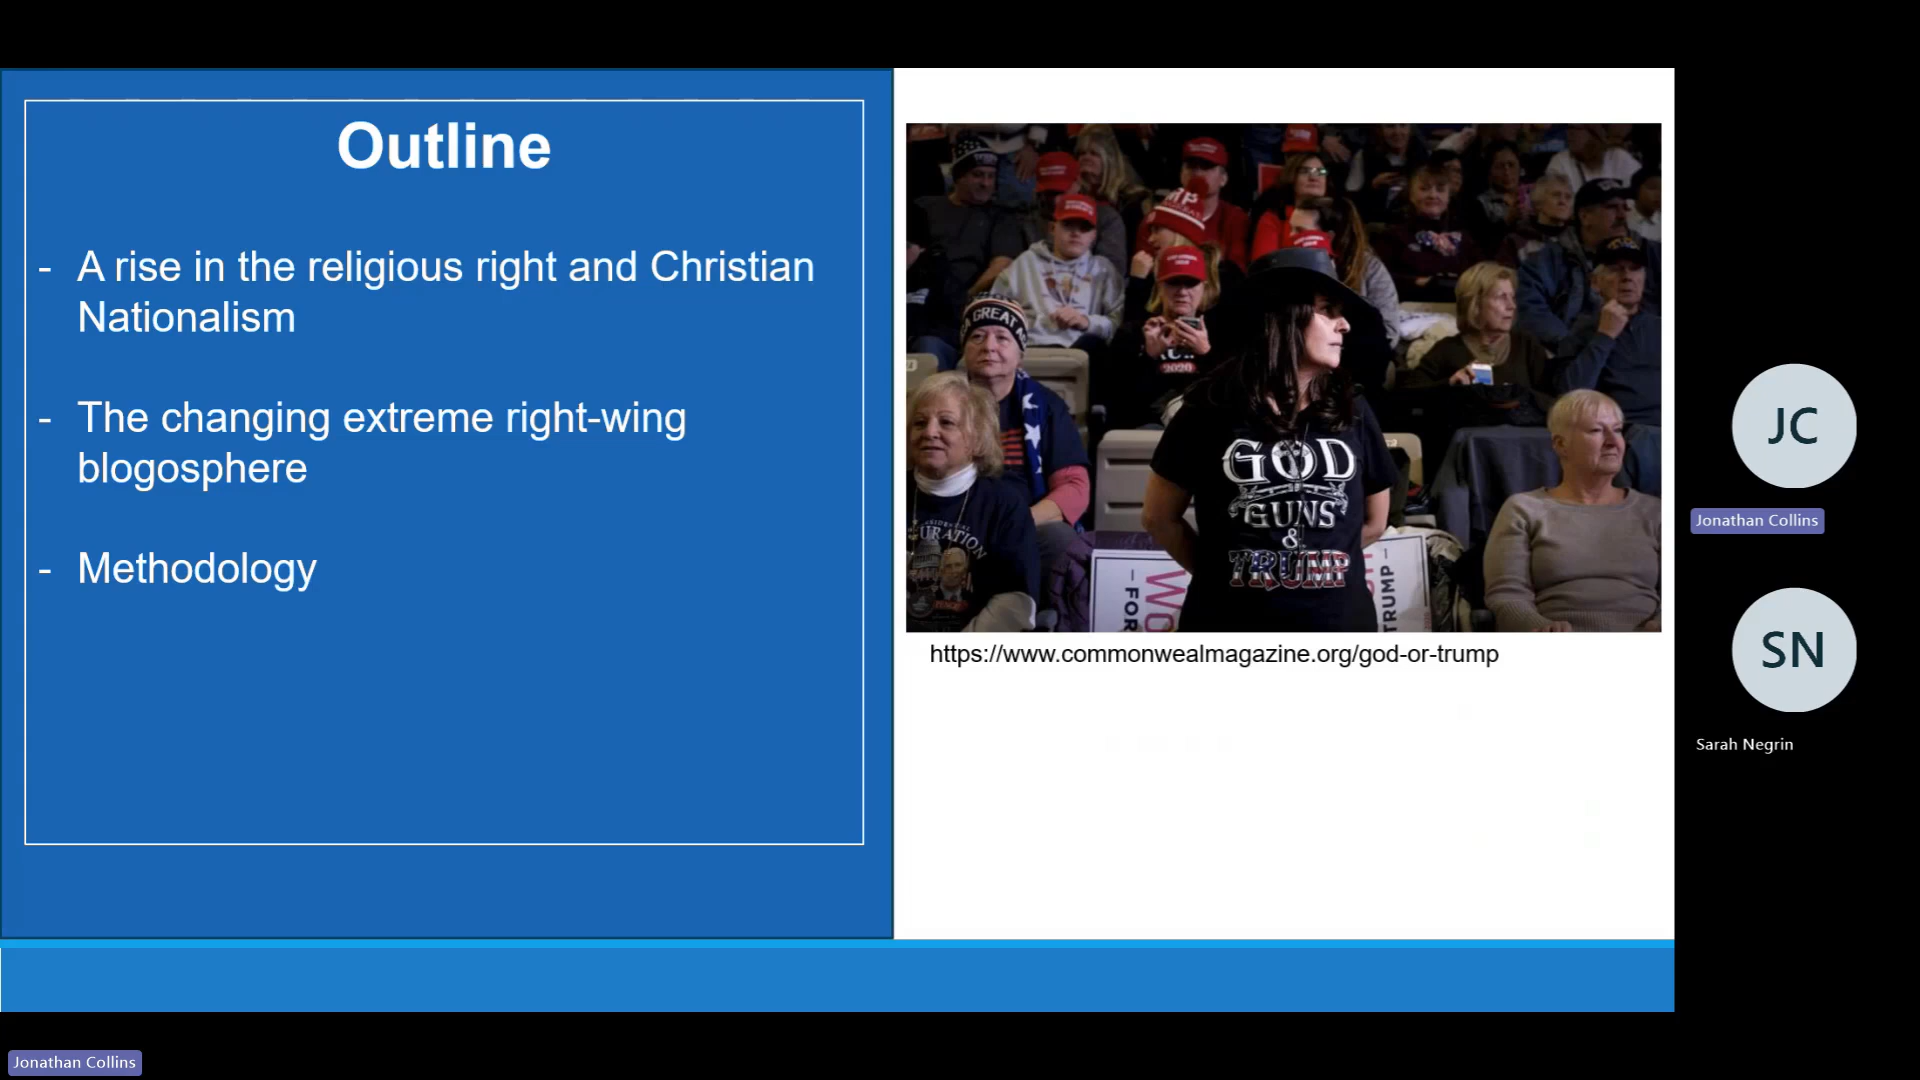 Outline
- A rise in the religious right and Christian
Nationalism
- The changing extreme right-wing
blogosphere
- Methodology
GREAT
2020
GOD
GUNS
&
TRUMP
URATION
FOR
WO
TRUMP
https://www.commonwealmagazine.org/god-or-trump
JC
Jonathan Collins
SN
Sarah Negrin
Jonathan Collins